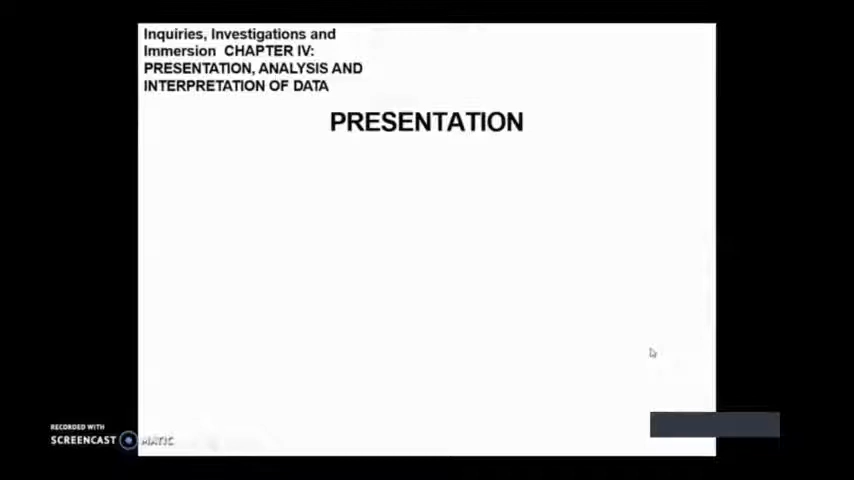 Inquiries, Investigations and
Immersion CHAPTER IV:
PRESENTATION, ANALYSIS AND
INTERPRETATION OF DATA
PRESENTATION
RECORDED WITH
SCREENCAST MATIC